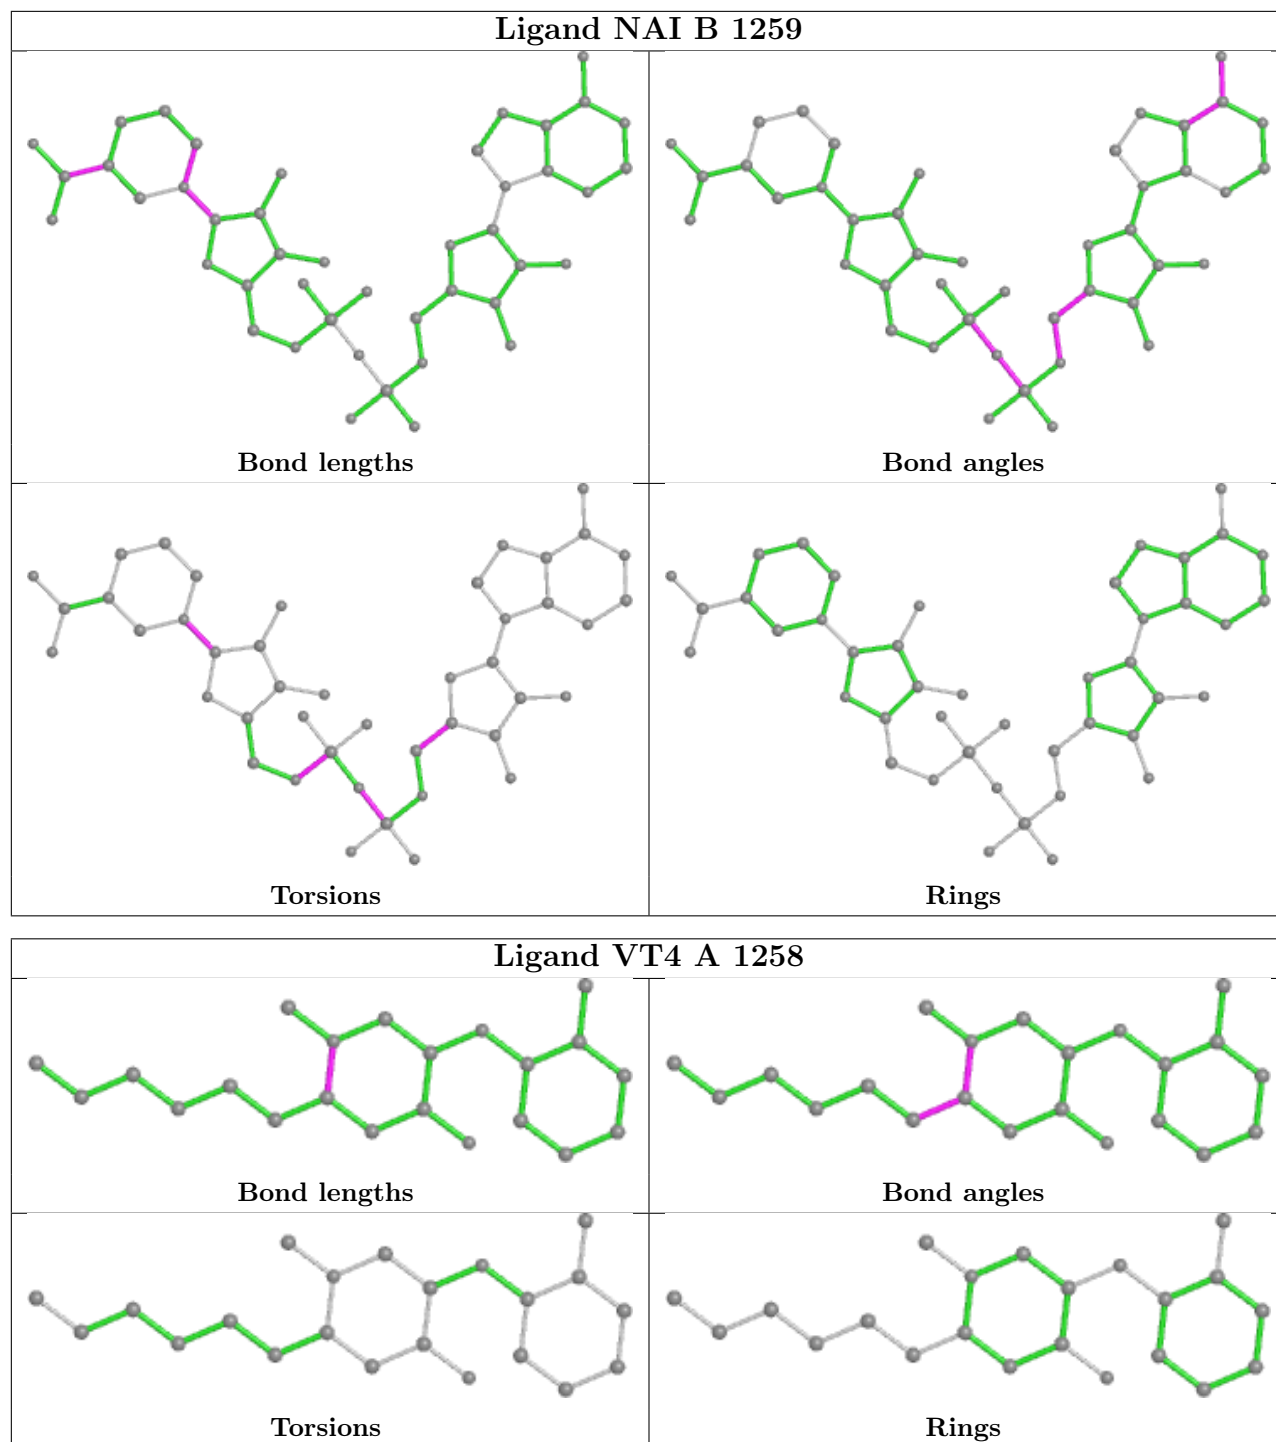 Ligand NAI B 1259
Bond lengths
Bond angles
Torsions
Rings
Ligand VT4 A 1258
Bond lengths
Bond angles
Torsions
Rings